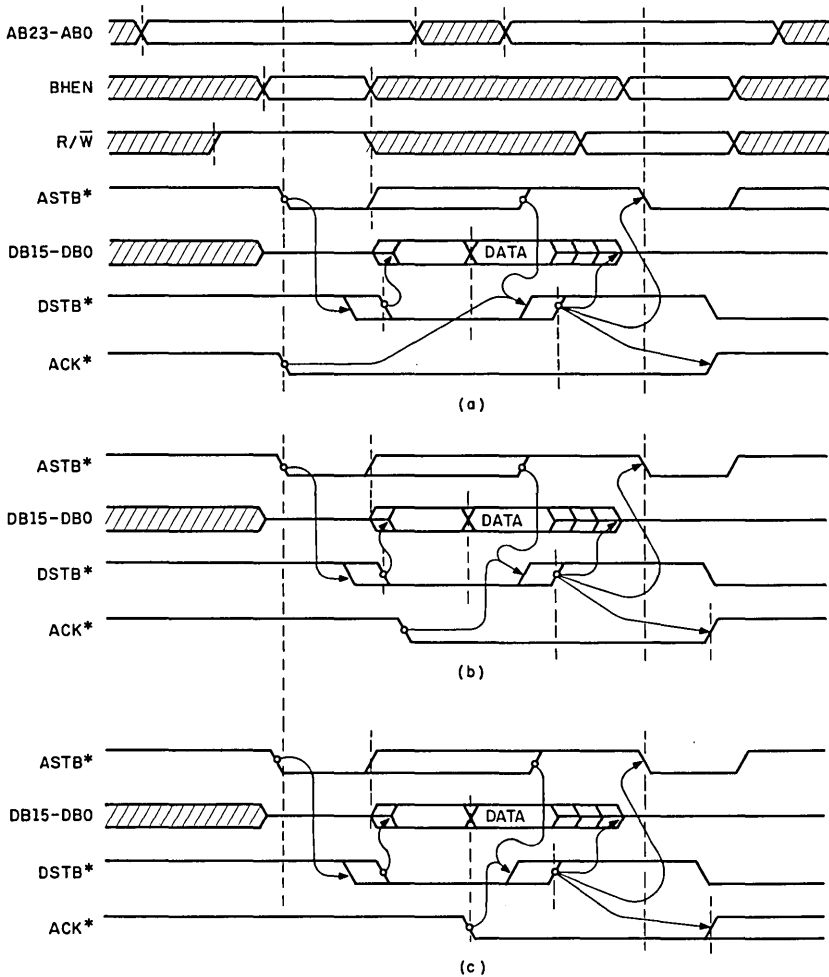 AB23-AB0
BHEN
R/W̅
ASTB*
DB15-DB0 DATA
DSTB*
ACK*
(a)
ASTB*
DB15-DB0 DATA
DSTB*
ACK*
(b)
ASTB*
DB15-DB0 DATA
DSTB*
ACK*
(c)